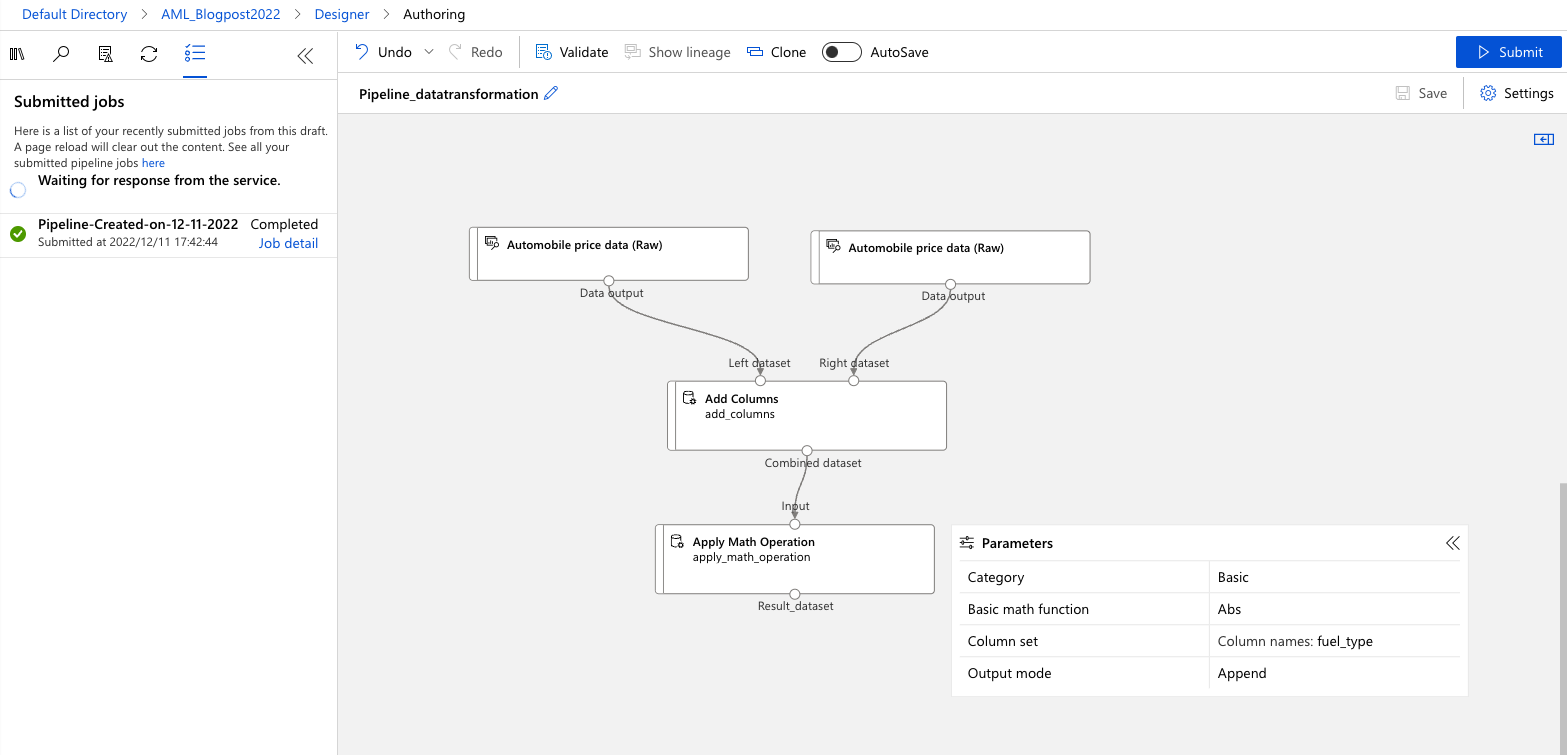 Default Directory > AML_Blogpost2022 > Designer > Authoring
Undo Redo Validate Show lineage Clone AutoSave Submit
Submitted jobs
Here is a list of your recently submitted jobs from this draft.
A page reload will clear out the content. See all your
submitted pipeline jobs here
Waiting for response from the service.
Pipeline-Created-on-12-11-2022 Completed
Submitted at 2022/12/11 17:42:44 Job detail
Pipeline_datatransformation Save Settings
Automobile price data (Raw) Automobile price data (Raw)
Data output Data output
Left dataset Right dataset
Add Columns
add_columns
Combined dataset
Input
Apply Math Operation
apply_math_operation
Result_dataset
Parameters
Category Basic
Basic math function Abs
Column set Column names: fuel_type
Output mode Append